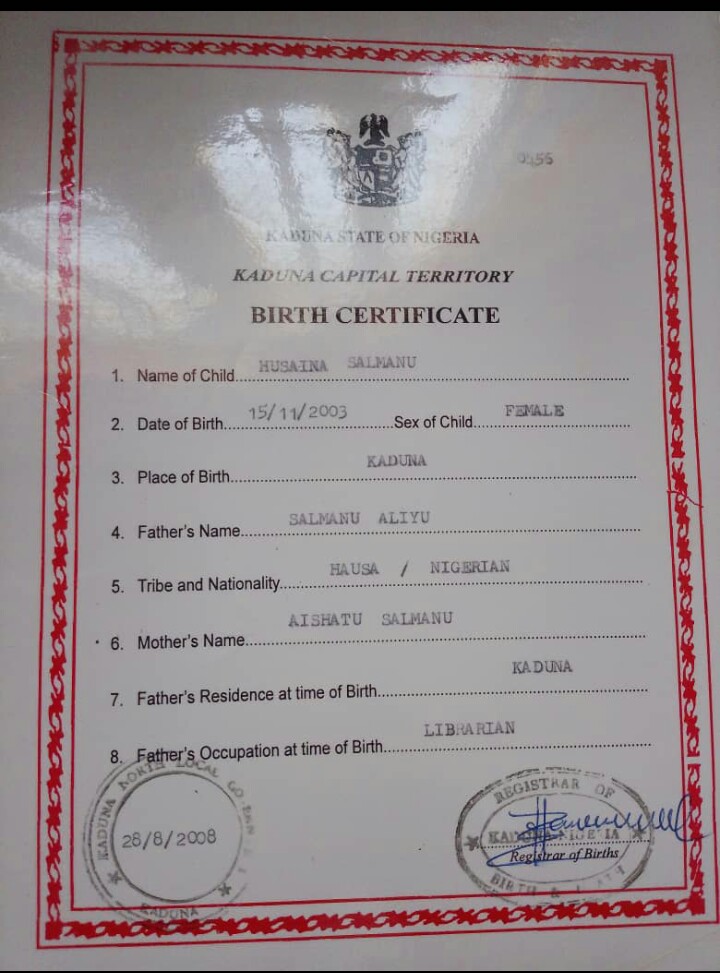 0556
KADUNA STATE OF NIGERIA
KADUNA CAPITAL TERRITORY
BIRTH CERTIFICATE
1. Name of Child HUSAINA SALMANU
2. Date of Birth 15/11/2003 Sex of Child FEMALE
3. Place of Birth KADUNA
4. Father's Name SALMANU ALIYU
5. Tribe and Nationality HAUSA / NIGERIAN
6. Mother's Name AISHATU SALMANU
7. Father's Residence at time of Birth KADUNA
8. Father's Occupation at time of Birth LIBRARIAN
KADUNA NORTH LOCAL
28/8/2008
KADUNA
REGISTRAR OF
KADUNA
Registrar of Births
BIRTH &